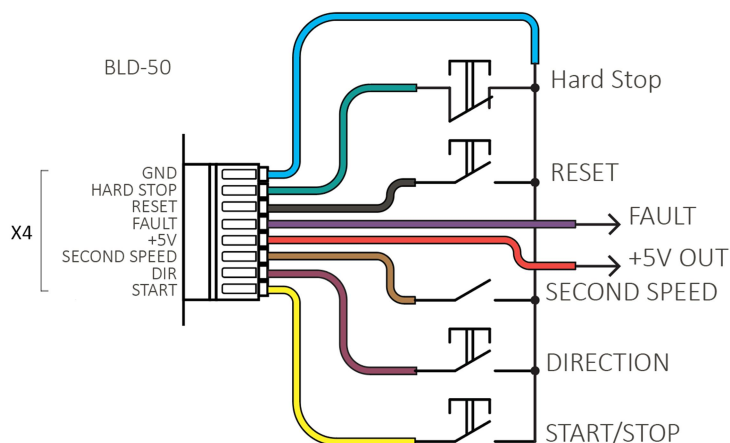 BLD-50
Hard Stop
GND
HARD STOP
RESET
FAULT
+5V
SECOND SPEED
DIR
START
X4
RESET
FAULT
+5V OUT
SECOND SPEED
DIRECTION
START/STOP